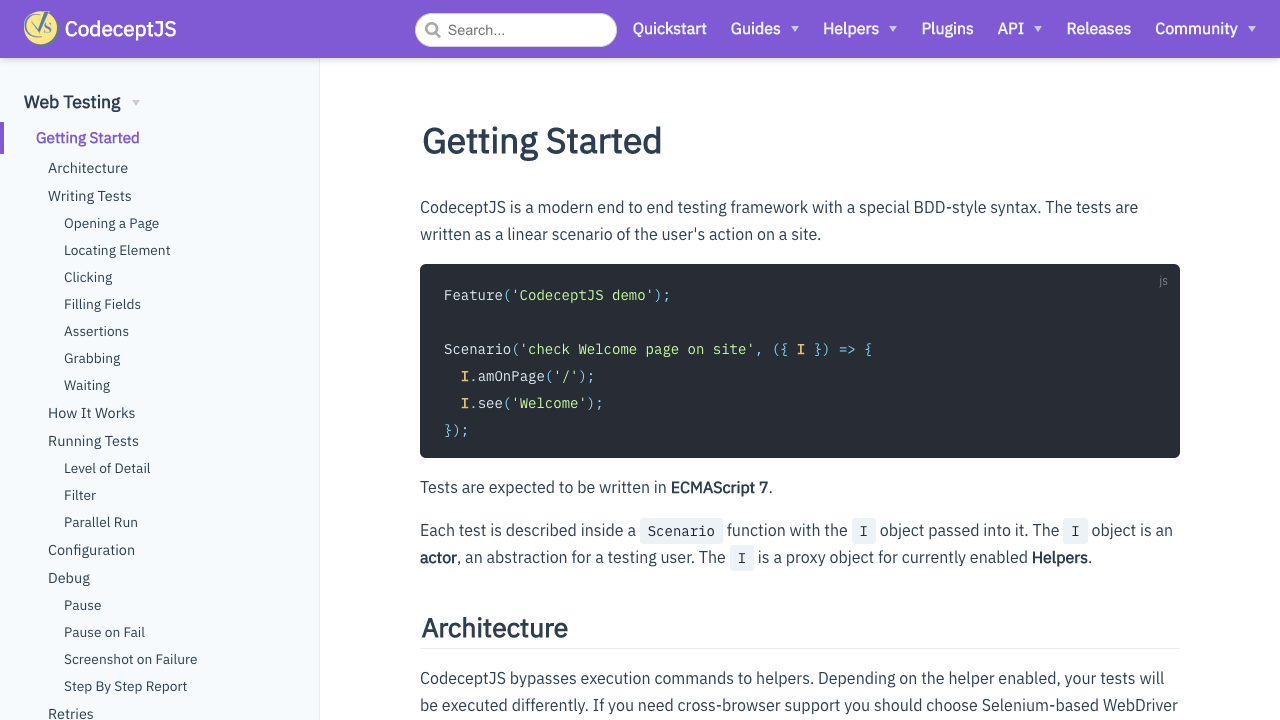 CodeceptJS
Search...
Quickstart
Guides
Helpers
Plugins
API
Releases
Community
Web Testing
Getting Started
Architecture
Writing Tests
Opening a Page
Locating Element
Clicking
Filling Fields
Assertions
Grabbing
Waiting
How It Works
Running Tests
Level of Detail
Filter
Parallel Run
Configuration
Debug
Pause
Pause on Fail
Screenshot on Failure
Step By Step Report
Retries
Getting Started
CodeceptJS is a modern end to end testing framework with a special BDD-style syntax. The tests are
written as a linear scenario of the user's action on a site.
js
Feature('CodeceptJS demo');
Scenario('check Welcome page on site', ({ I }) => {
  I.amOnPage('/');
  I.see('Welcome');
});
Tests are expected to be written in ECMAScript 7.
Each test is described inside a Scenario function with the I object passed into it. The I object is an
actor, an abstraction for a testing user. The I is a proxy object for currently enabled Helpers.
Architecture
CodeceptJS bypasses execution commands to helpers. Depending on the helper enabled, your tests will
be executed differently. If you need cross-browser support you should choose Selenium-based WebDriver